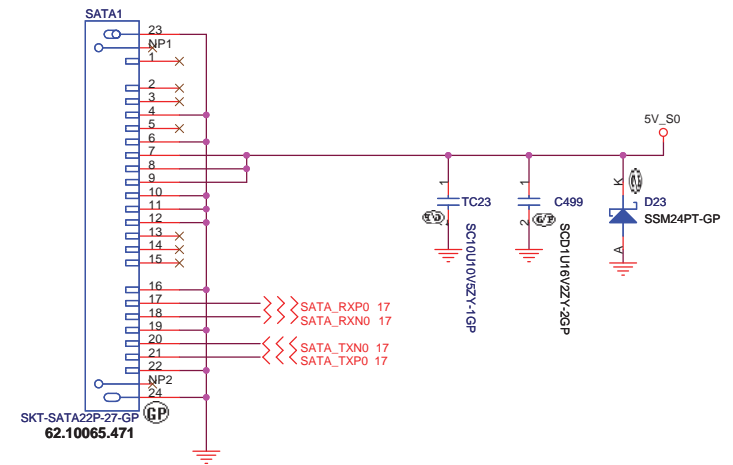 SATA1
23
NP1
1
2
3
4
5
6
7
8
9
10
11
12
13
14
15
16
17
18
19
20
21
22
NP2
24
SKT-SATA22P-27-GP
62.10065.471
GP
SATA_RXP0 17
SATA_RXN0 17
SATA_TXN0 17
SATA_TXP0 17
5V_S0
1
TC23
SC10U10V5ZY-1GP
1
2
C499
SCD1U16V2ZY-2GP
K
A
D23
SSM24PT-GP